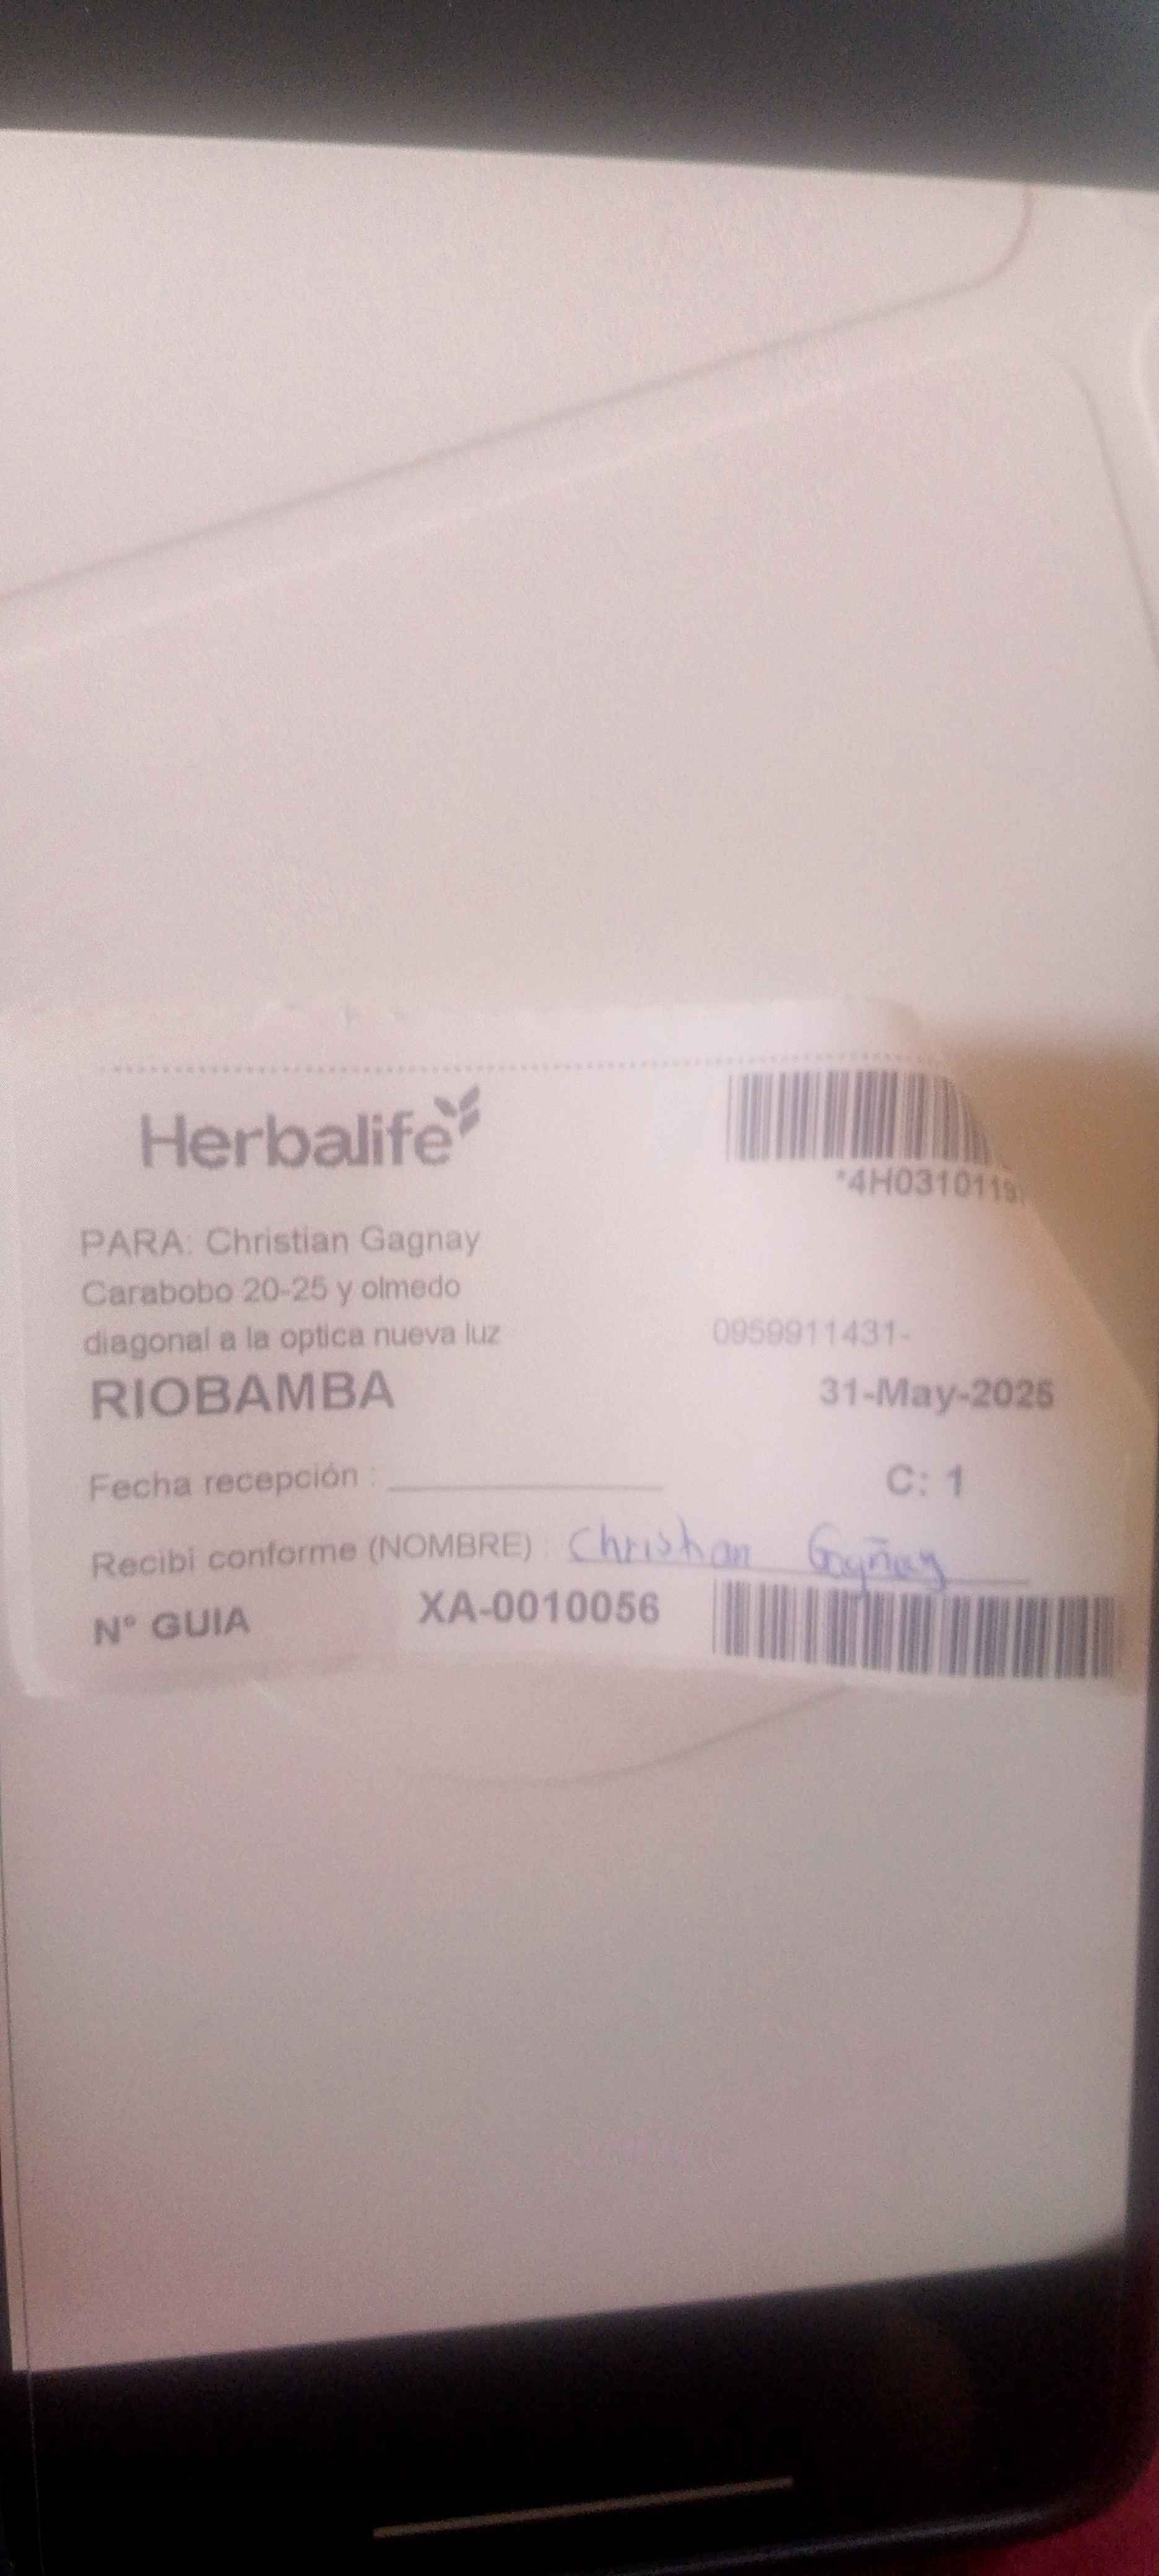 Herbalife
*4H0310119
PARA: Christian Gagnay
Carabobo 20-25 y olmedo
diagonal a la optica nueva luz
0959911431-
RIOBAMBA
31-May-2025
Fecha recepción :
C: 1
Recibi conforme (NOMBRE) : Christian
N° GUIA
XA-0010056